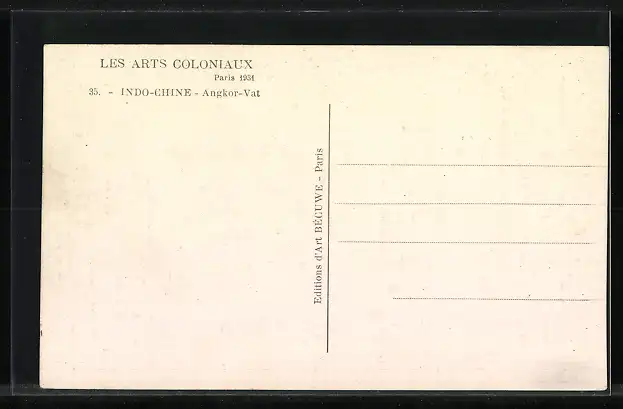 LES ARTS COLONIAUX
Paris 1931
35. - INDO-CHINE - Angkor-Vat
Editions d'Art BÉCUWE - Paris